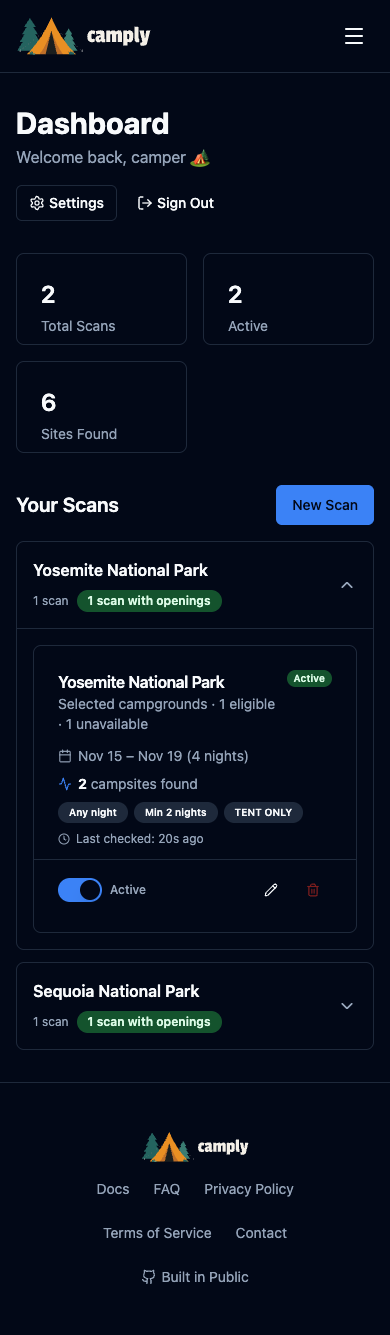 camply
Dashboard
Welcome back, camper 🏕️
Settings
Sign Out
2
Total Scans
2
Active
6
Sites Found
Your Scans
New Scan
Yosemite National Park
1 scan
1 scan with openings
Yosemite National Park
Active
Selected campgrounds · 1 eligible
· 1 unavailable
Nov 15 – Nov 19 (4 nights)
2 campsites found
Any night
Min 2 nights
TENT ONLY
Last checked: 20s ago
Active
Sequoia National Park
1 scan
1 scan with openings
camply
Docs
FAQ
Privacy Policy
Terms of Service
Contact
Built in Public